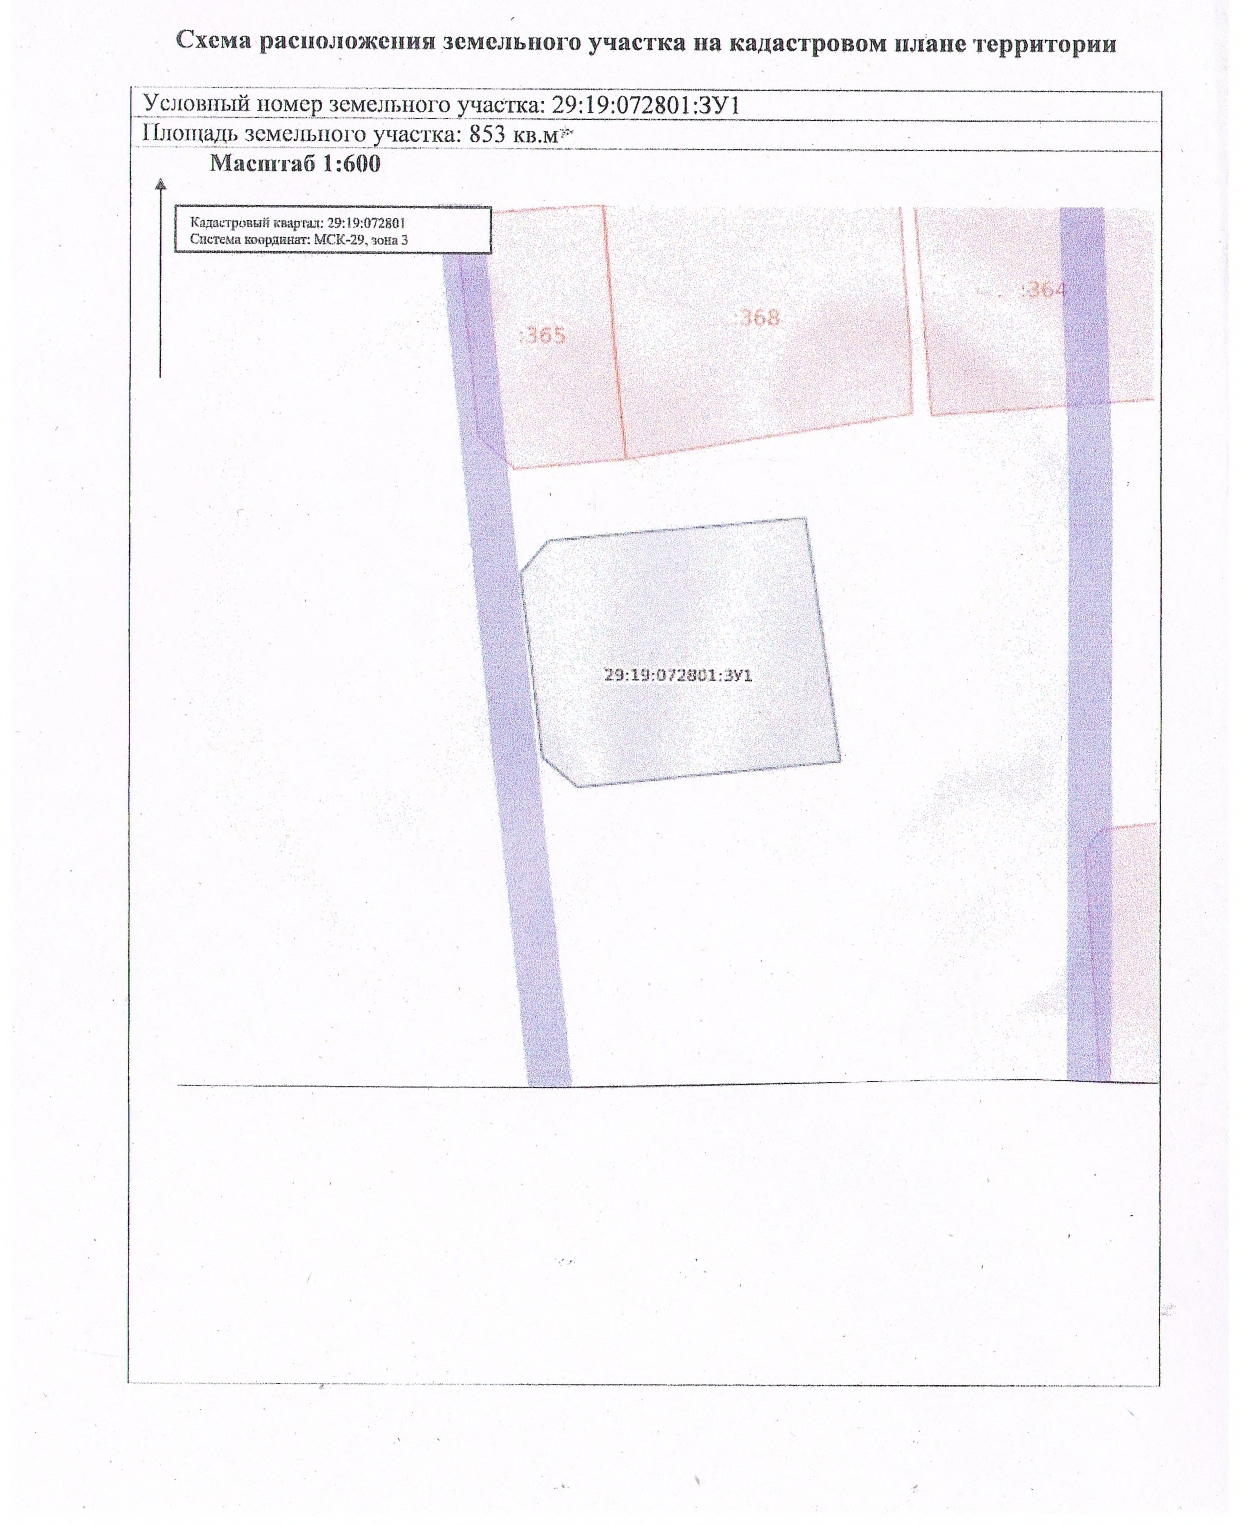 Схема расположения земельного участка на кадастровом плане территории
Условный номер земельного участка: 29:19:072801:ЗУ1
Площадь земельного участка: 853 кв.м
Масштаб 1:600
Кадастровый квартал: 29:19:072801
Система координат: МСК-29, зона 3
:365
:368
:364
29:19:072801:ЗУ1